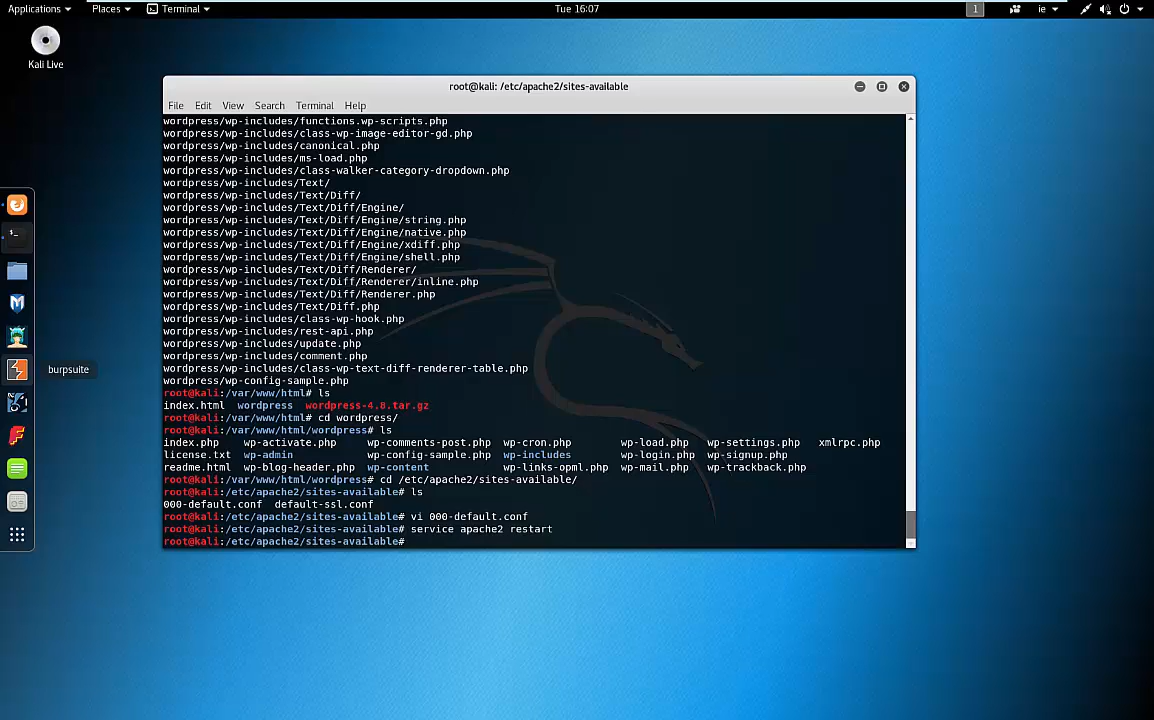 Applications Places Terminal Tue 16:07 1 ie
Kali Live
root@kali: /etc/apache2/sites-available
File Edit View Search Terminal Help
wordpress/wp-includes/functions.wp-scripts.php
wordpress/wp-includes/class-wp-image-editor-gd.php
wordpress/wp-includes/canonical.php
wordpress/wp-includes/ms-load.php
wordpress/wp-includes/class-walker-category-dropdown.php
wordpress/wp-includes/Text/
wordpress/wp-includes/Text/Diff/
wordpress/wp-includes/Text/Diff/Engine/
wordpress/wp-includes/Text/Diff/Engine/string.php
wordpress/wp-includes/Text/Diff/Engine/native.php
wordpress/wp-includes/Text/Diff/Engine/xdiff.php
wordpress/wp-includes/Text/Diff/Engine/shell.php
wordpress/wp-includes/Text/Diff/Renderer/
wordpress/wp-includes/Text/Diff/Renderer/inline.php
wordpress/wp-includes/Text/Diff/Renderer.php
wordpress/wp-includes/Text/Diff.php
wordpress/wp-includes/class-wp-hook.php
wordpress/wp-includes/rest-api.php
wordpress/wp-includes/update.php
wordpress/wp-includes/comment.php
wordpress/wp-includes/class-wp-text-diff-renderer-table.php
wordpress/wp-config-sample.php
root@kali:/var/www/html# ls
index.html wordpress wordpress-4.8.tar.gz
root@kali:/var/www/html# cd wordpress/
root@kali:/var/www/html/wordpress# ls
index.php wp-activate.php wp-comments-post.php wp-cron.php wp-load.php wp-settings.php xmlrpc.php
license.txt wp-admin wp-config-sample.php wp-includes wp-login.php wp-signup.php
readme.html wp-blog-header.php wp-content wp-links-opml.php wp-mail.php wp-trackback.php
root@kali:/var/www/html/wordpress# cd /etc/apache2/sites-available/
root@kali:/etc/apache2/sites-available# ls
000-default.conf default-ssl.conf
root@kali:/etc/apache2/sites-available# vi 000-default.conf
root@kali:/etc/apache2/sites-available# service apache2 restart
root@kali:/etc/apache2/sites-available#
burpsuite